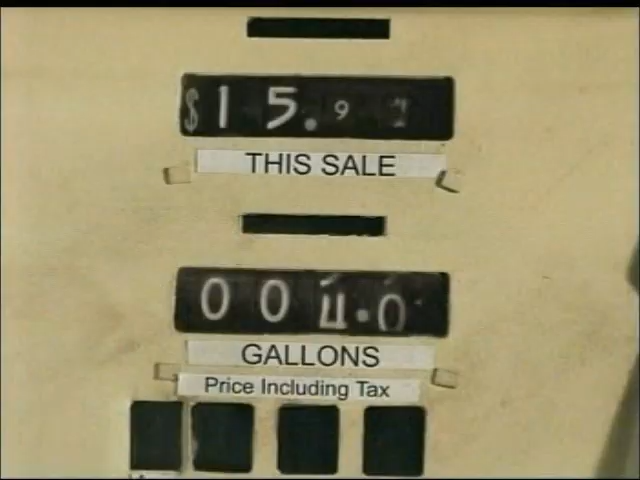 $15.9
THIS SALE
004.0
GALLONS
Price Including Tax